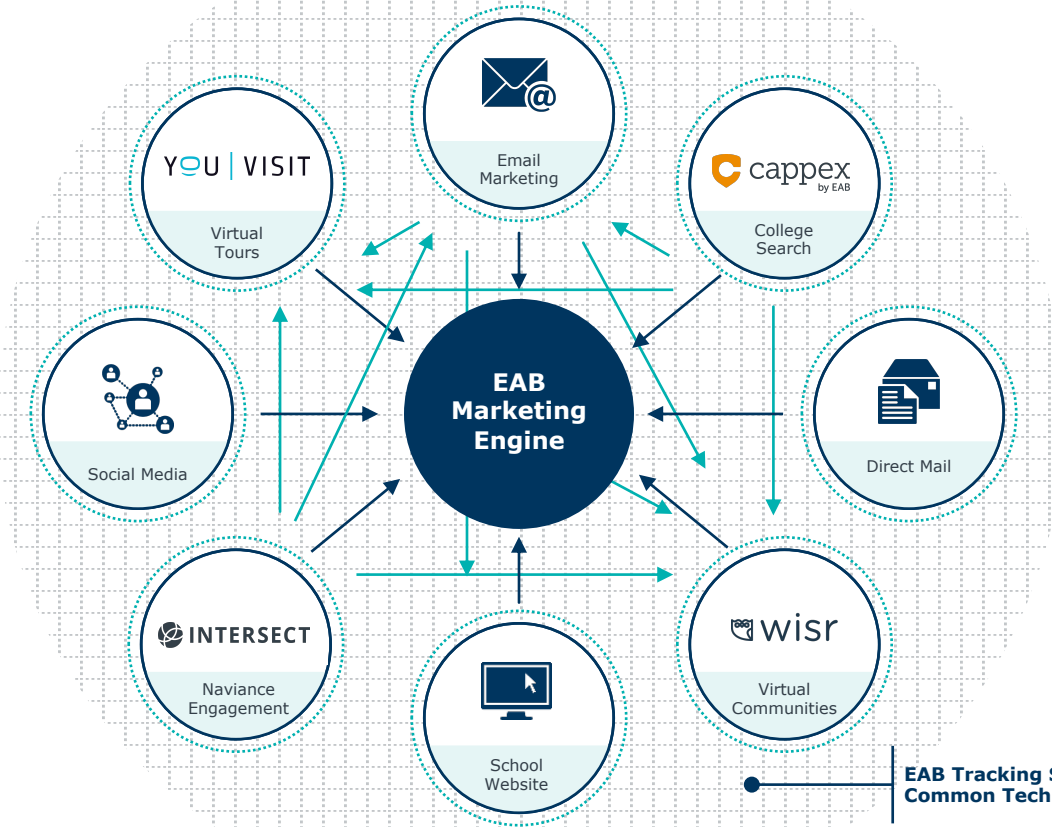 @
Email
Marketing
YOU | VISIT
Virtual
Tours
cappex
by EAB
College
Search
Social Media
EAB
Marketing
Engine
Direct Mail
INTERSECT
Naviance
Engagement
School
Website
wisr
Virtual
Communities
EAB Tracking
Common Tech